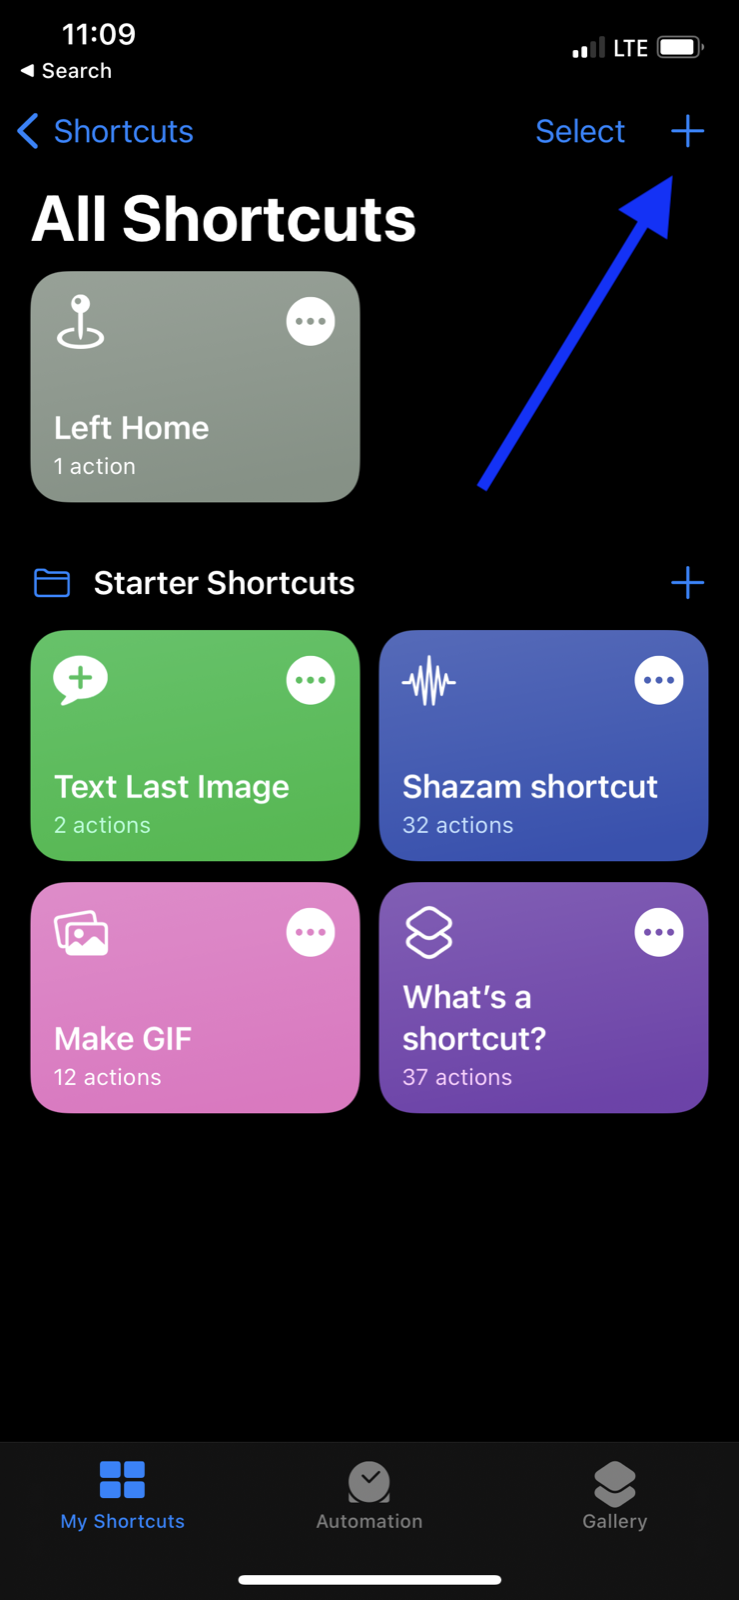 11:09
LTE
◀ Search
Shortcuts
Select
All Shortcuts
Left Home
1 action
Starter Shortcuts
Text Last Image
2 actions
Shazam shortcut
32 actions
Make GIF
12 actions
What’s a
shortcut?
37 actions
My Shortcuts
Automation
Gallery